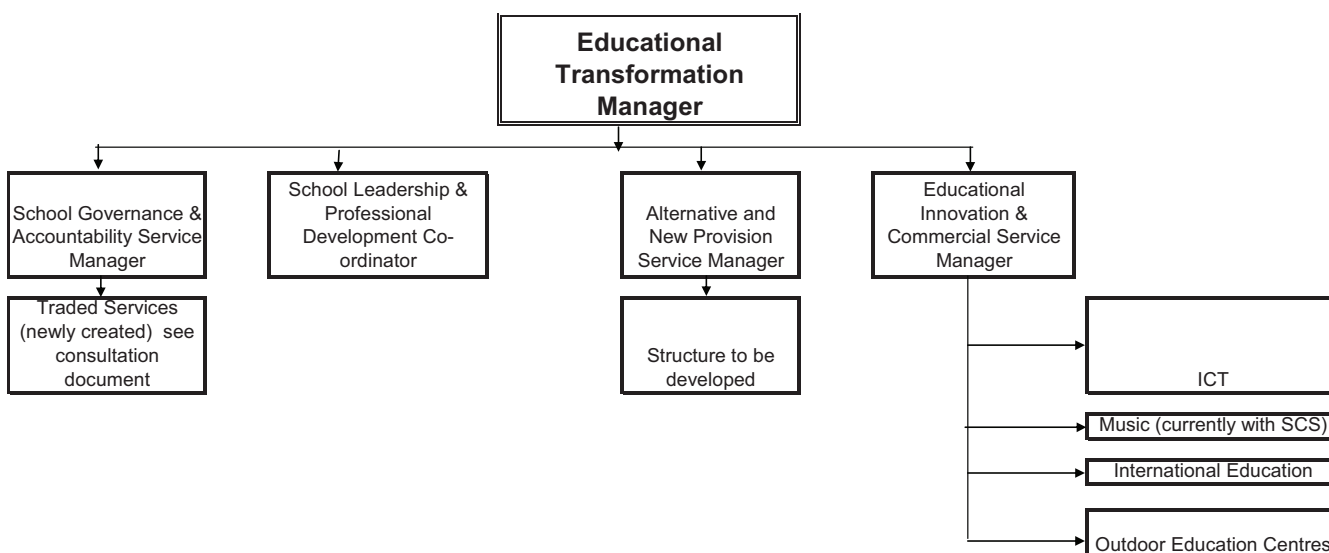 Educational
Transformation
Manager
School Governance &
Accountability Service
Manager
School Leadership &
Professional
Development Co-
ordinator
Alternative and
New Provision
Service Manager
Educational
Innovation &
Commercial Service
Manager
Traded Services
(newly created)  see
consultation
document
Structure to be
developed
ICT
Music (currently with SCS)
International Education
Outdoor Education Centres